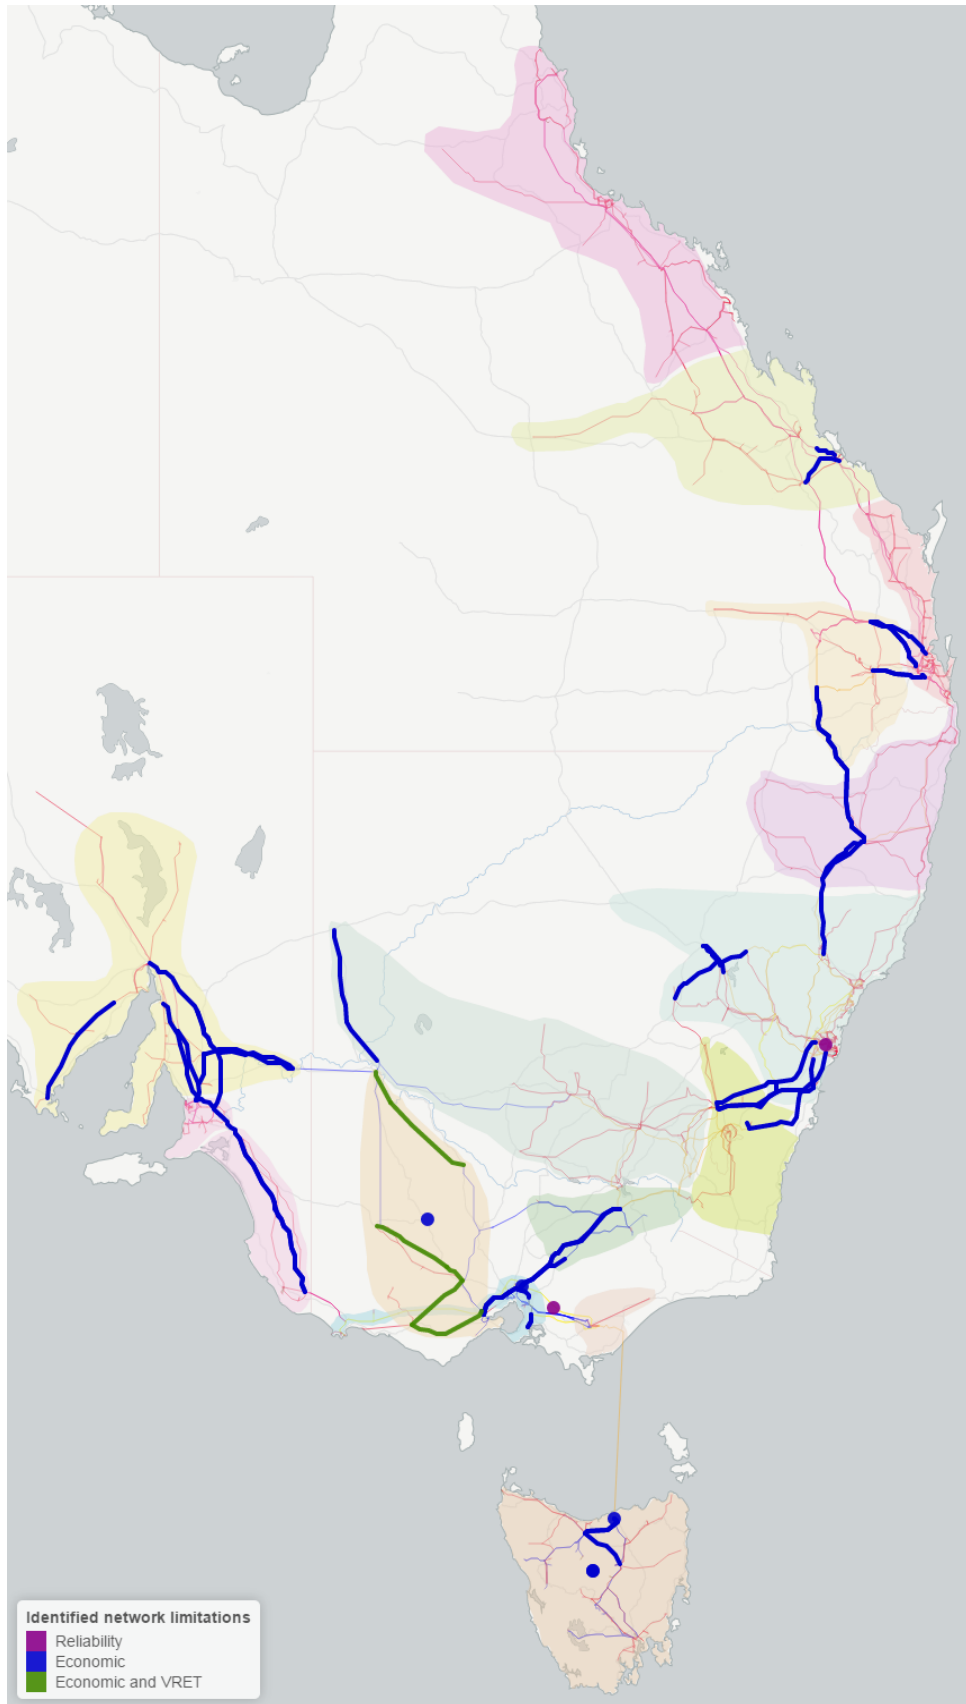 Identified network limitations
Reliability
Economic
Economic and VRET